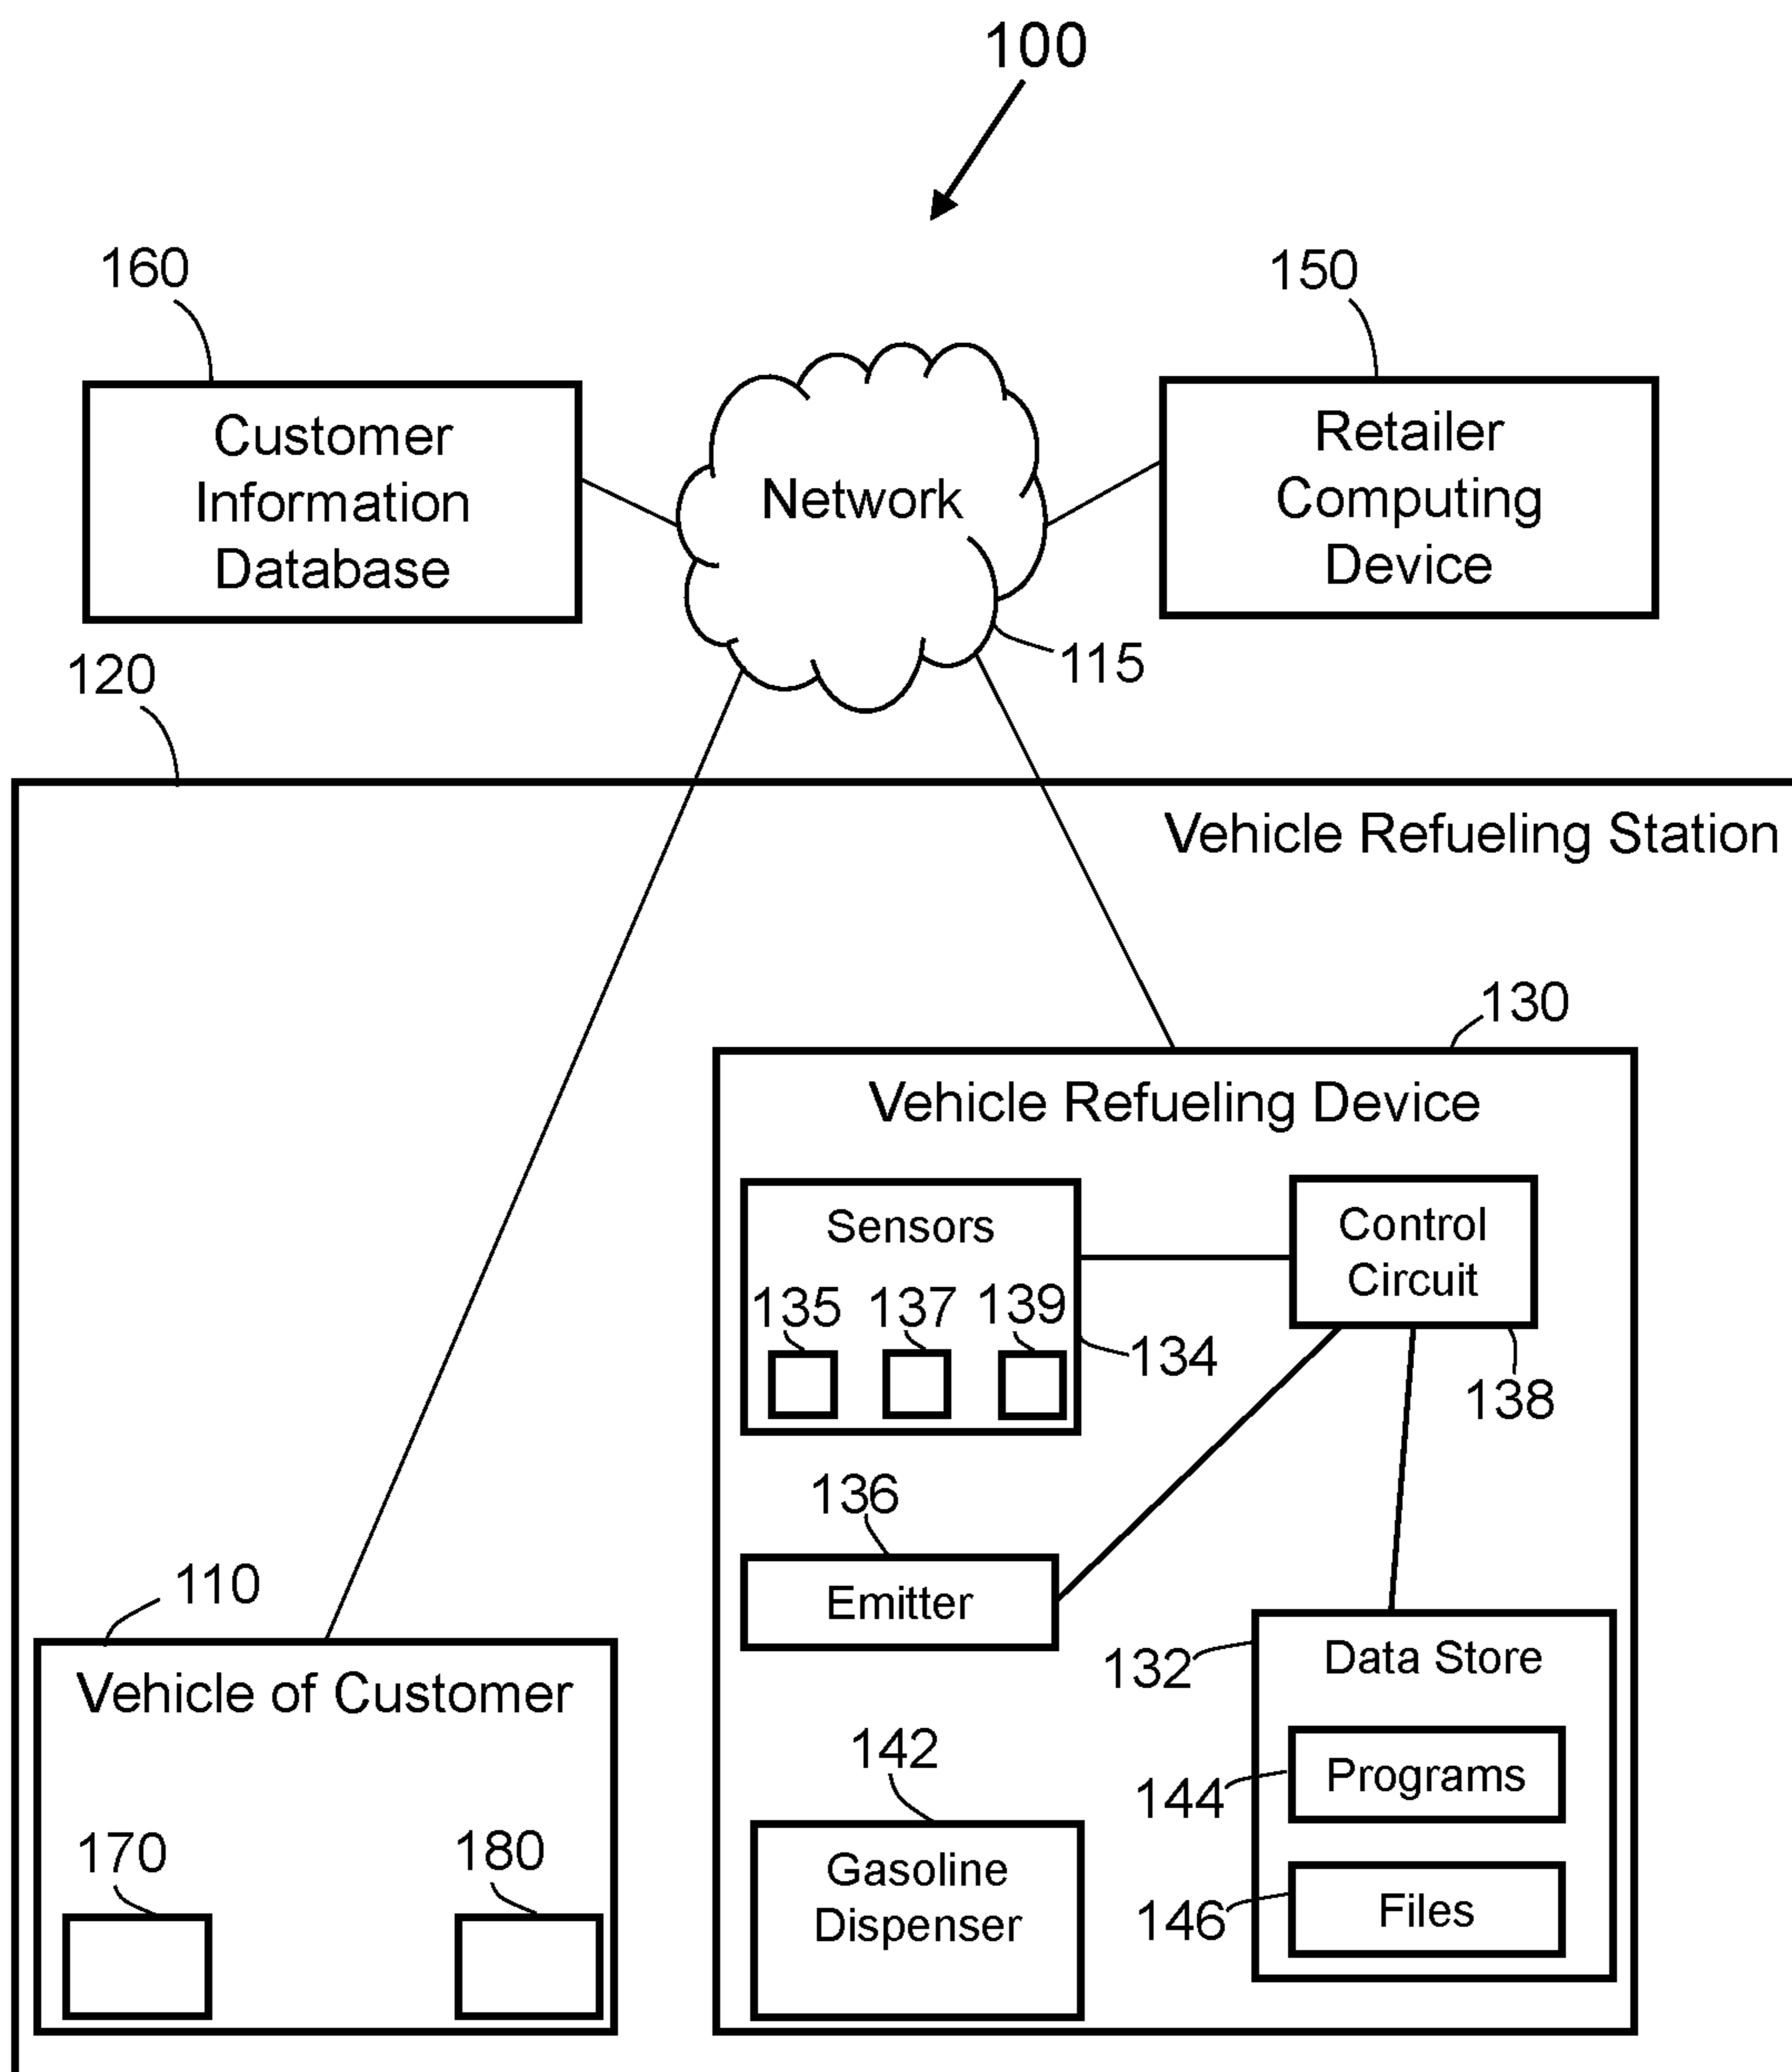 100
160
150
Customer
Information
Database
Network
Retailer
Computing
Device
115
120
Vehicle Refueling Station
130
Vehicle Refueling Device
Sensors
135 137 139
134
Control
Circuit
138
136
Emitter
110
Vehicle of Customer
170 180
132
Data Store
144
Programs
146
Files
142
Gasoline
Dispenser